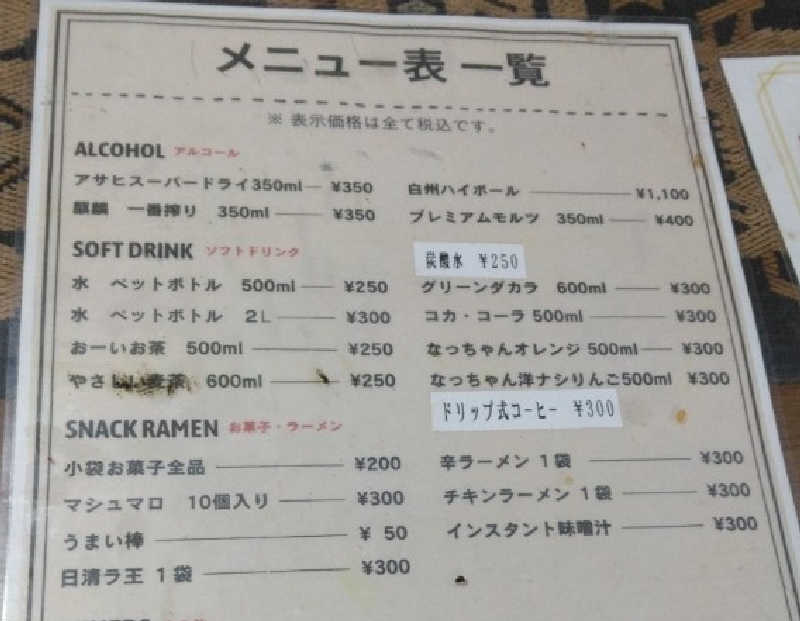 メニュー表 一覧
※ 表示価格は全て税込です。
ALCOHOL アルコール
アサヒスーパードライ350ml ¥350
麒麟 一番搾り 350ml ¥350
白州ハイボール ¥1,100
プレミアムモルツ 350ml ¥400
SOFT DRINK ソフトドリンク
水 ペットボトル 500ml ¥250
水 ペットボトル 2L ¥300
おーいお茶 500ml ¥250
やさしい麦茶 600ml ¥250
炭酸水 ¥250
グリーンダカラ 600ml ¥300
コカ・コーラ 500ml ¥300
なっちゃんオレンジ 500ml ¥300
なっちゃん洋ナシりんご500ml ¥300
ドリップ式コーヒー ¥300
SNACK RAMEN お菓子・ラーメン
小袋お菓子全品 ¥200
マシュマロ 10個入り ¥300
うまい棒 ¥ 50
日清ラ王 1袋 ¥300
辛ラーメン 1袋 ¥300
チキンラーメン 1袋 ¥300
インスタント味噌汁 ¥300